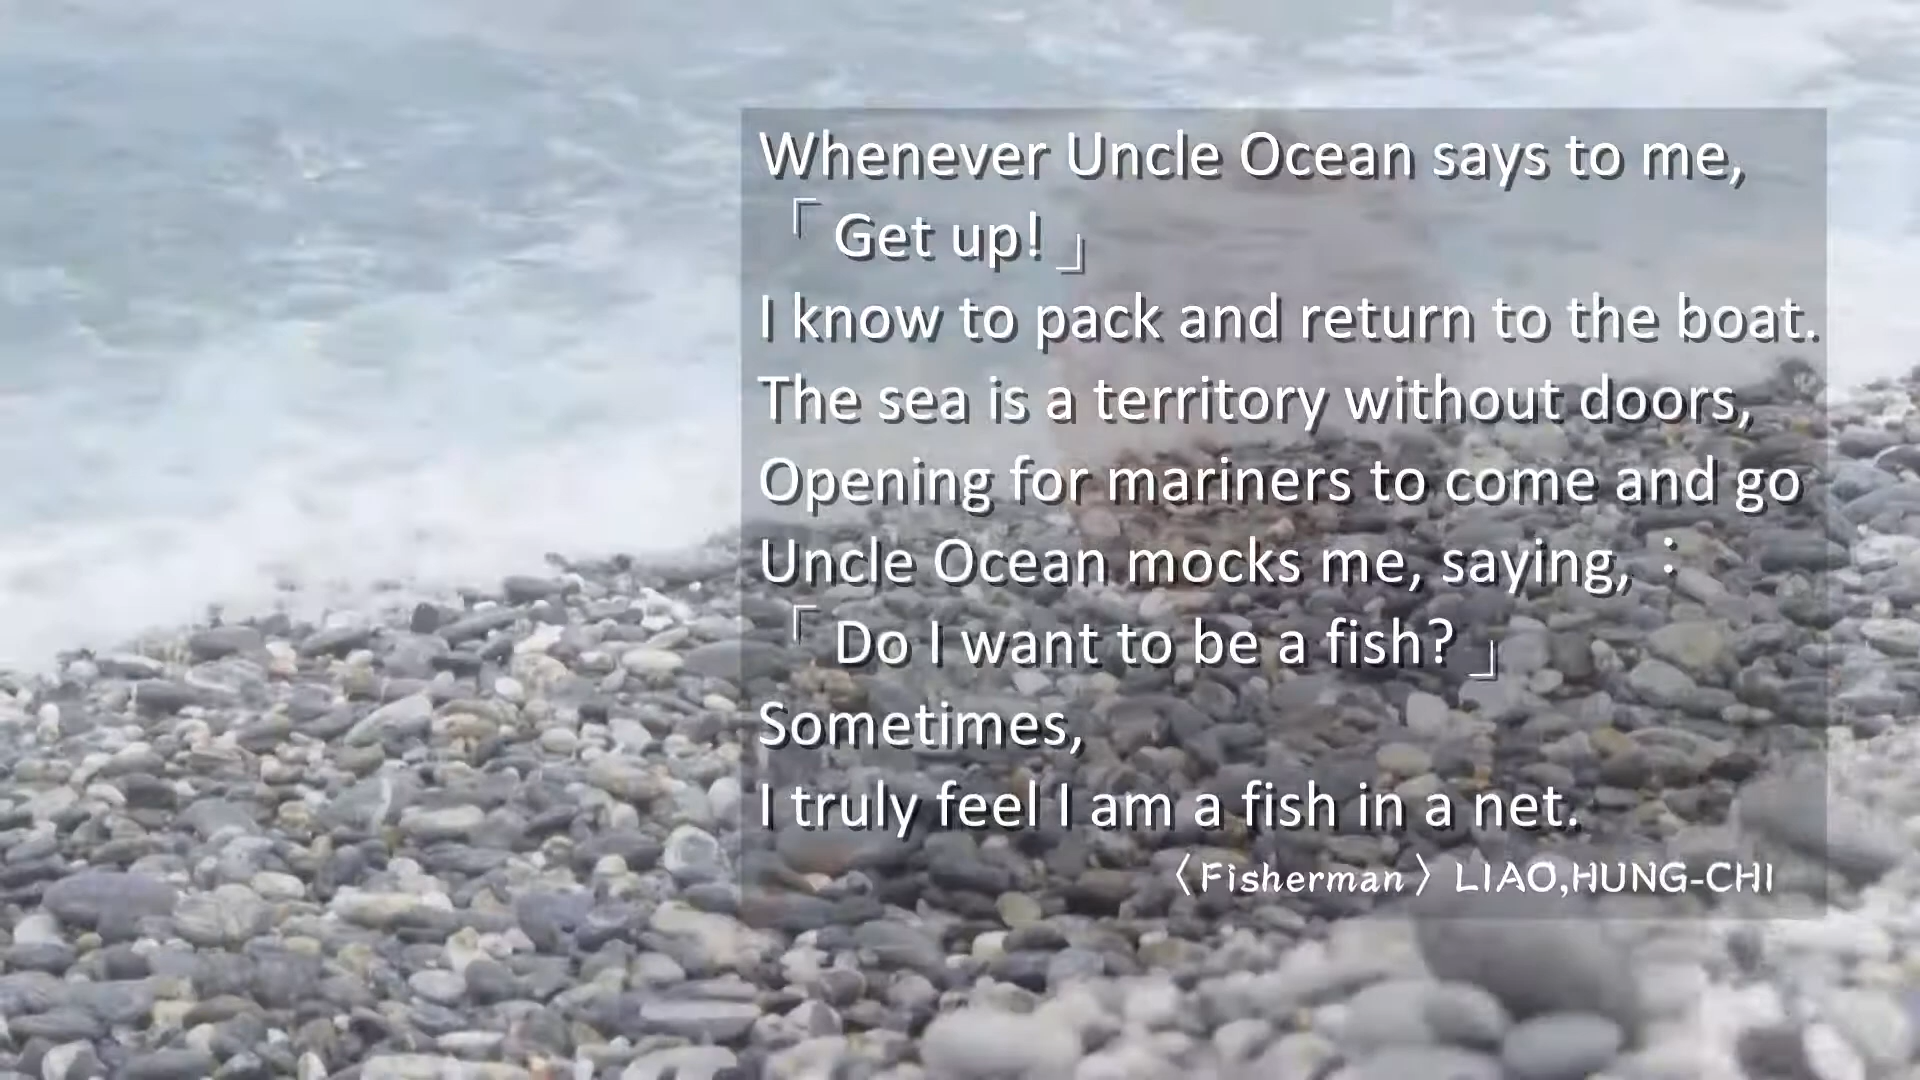 Whenever Uncle Ocean says to me,
「 Get up! 」
I know to pack and return to the boat.
The sea is a territory without doors,
Opening for mariners to come and go
Uncle Ocean mocks me, saying,：
「 Do I want to be a fish? 」
Sometimes,
I truly feel I am a fish in a net.
〈Fisherman〉LIAO,HUNG-CHI